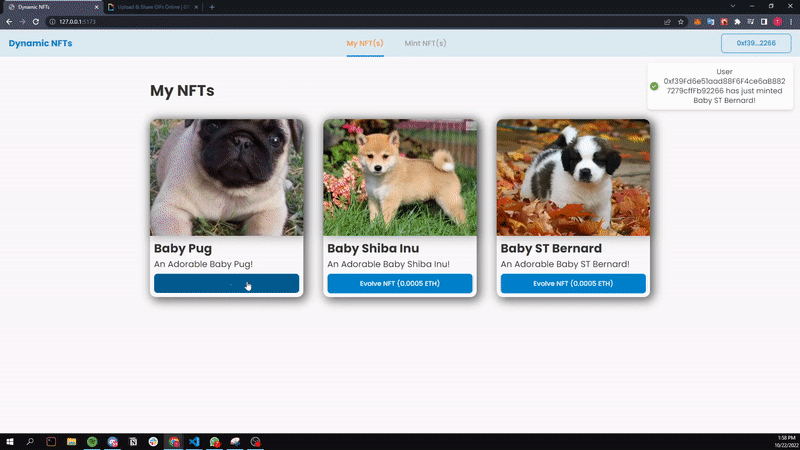 Dynamic NFTs
Upload & Share GIFs Online |
127.0.0.1:5173
Dynamic NFTs
My NFT(s)
Mint NFT(s)
0xf39...2266
User
0xf39Fd6e51aad88F6F4ce6aB882
7279cffFb92266 has just minted
Baby ST Bernard!
My NFTs
Baby Pug
An Adorable Baby Pug!
Baby Shiba Inu
An Adorable Baby Shiba Inu!
Evolve NFT (0.0005 ETH)
Baby ST Bernard
An Adorable Baby ST Bernard!
Evolve NFT (0.0005 ETH)
1:58 PM
10/22/2022